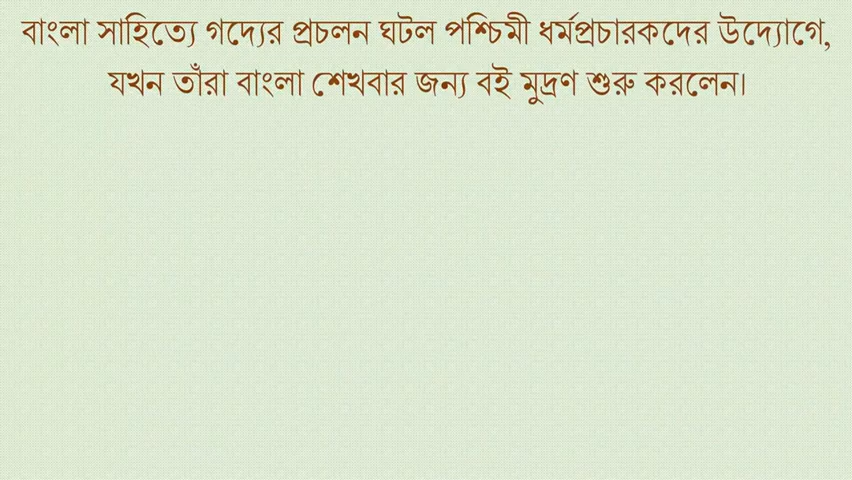 বাংলা সাহিত্যে গদ্যের প্রচলন ঘটল পশ্চিমী ধর্মপ্রচারকদের উদ্যোগে,
যখন তাঁরা বাংলা শেখবার জন্য বই মুদ্রণ শুরু করলেন।